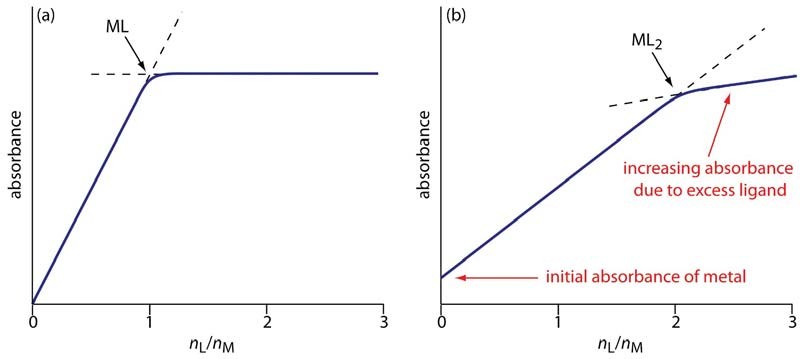 (a)
ML
absorbance
0
1
2
3
nL/nM
(b)
ML2
absorbance
increasing absorbance
due to excess ligand
initial absorbance of metal
0
1
2
3
nL/nM